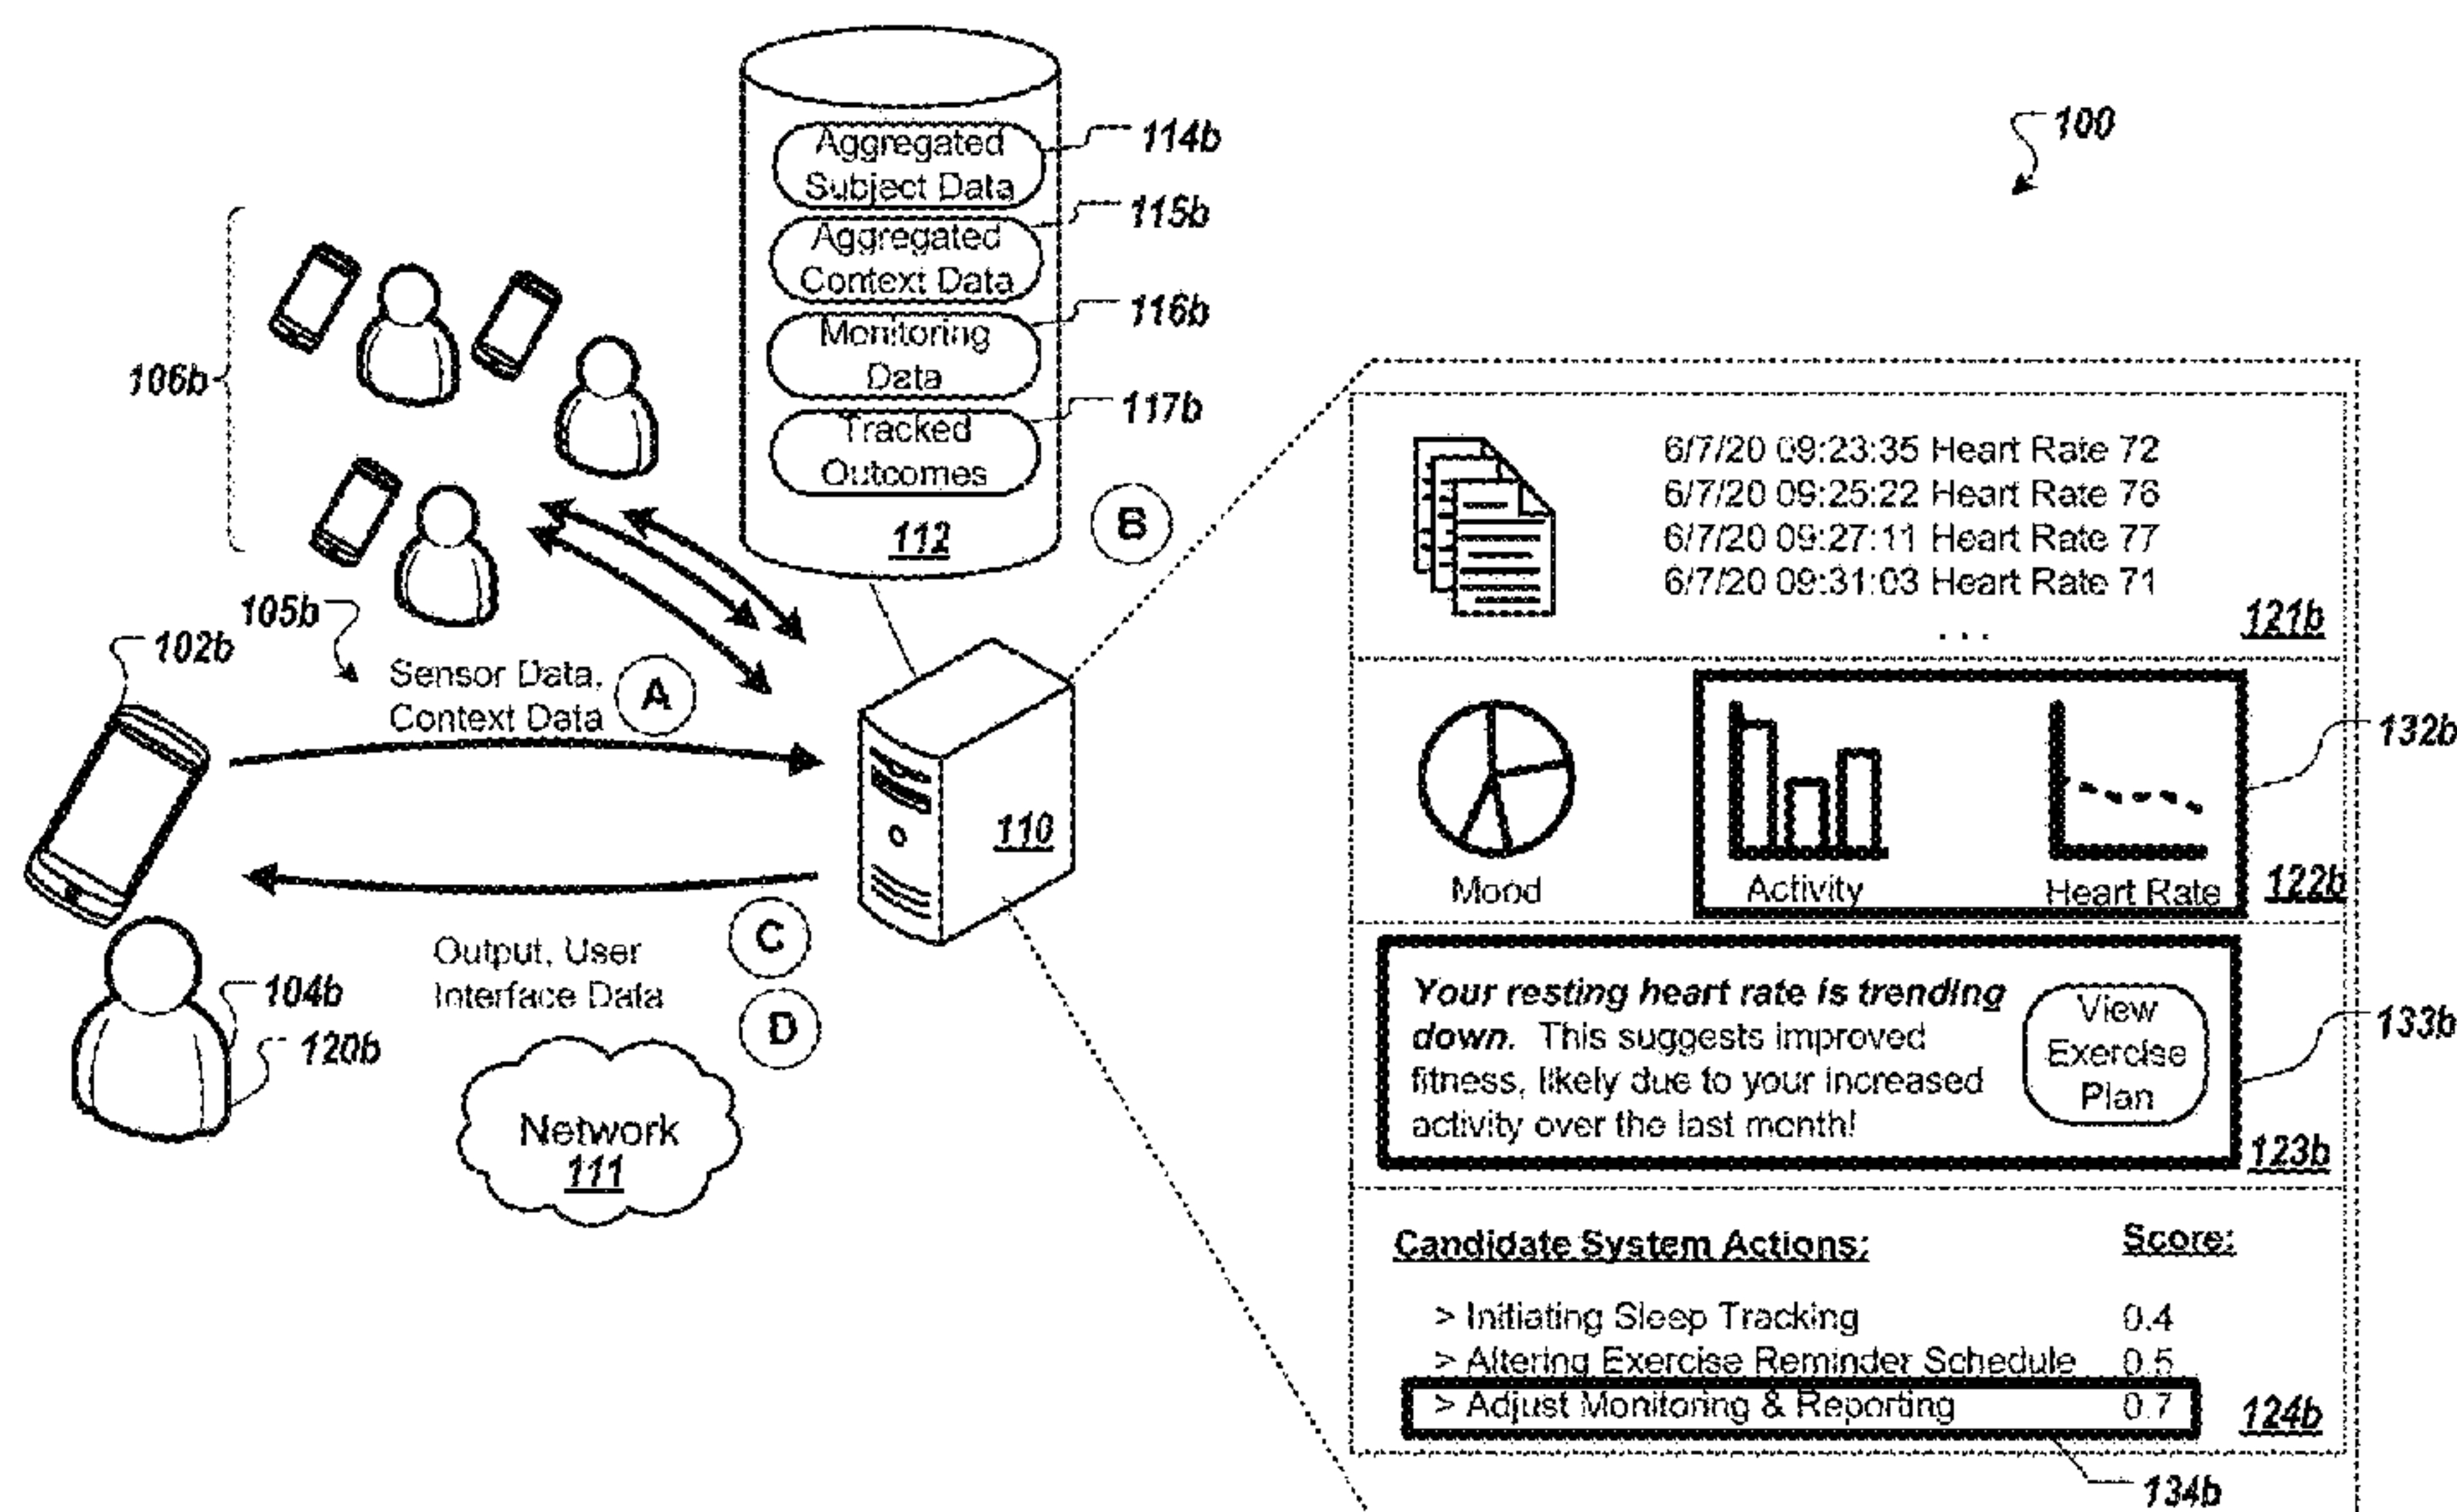 100
Aggregated
Subject Data
114b
Aggregated
Context Data
115b
Monitoring
Data
116b
Tracked
Outcomes
117b
112
B
106b
105b
102b
Sensor Data,
Context Data
A
110
Output, User
Interface Data
C
D
104b
120b
Network
111
6/7/20 09:23:35 Heart Rate 72
6/7/20 09:25:22 Heart Rate 76
6/7/20 09:27:11 Heart Rate 77
6/7/20 09:31:03 Heart Rate 71
...
121b
Mood
Activity
Heart Rate
122b
132b
Your resting heart rate is trending
down. This suggests improved
fitness, likely due to your increased
activity over the last month!
View
Exercise
Plan
133b
123b
Candidate System Actions: Score:
> Initiating Sleep Tracking 0.4
> Altering Exercise Reminder Schedule 0.5
> Adjust Monitoring & Reporting 0.7
124b
134b